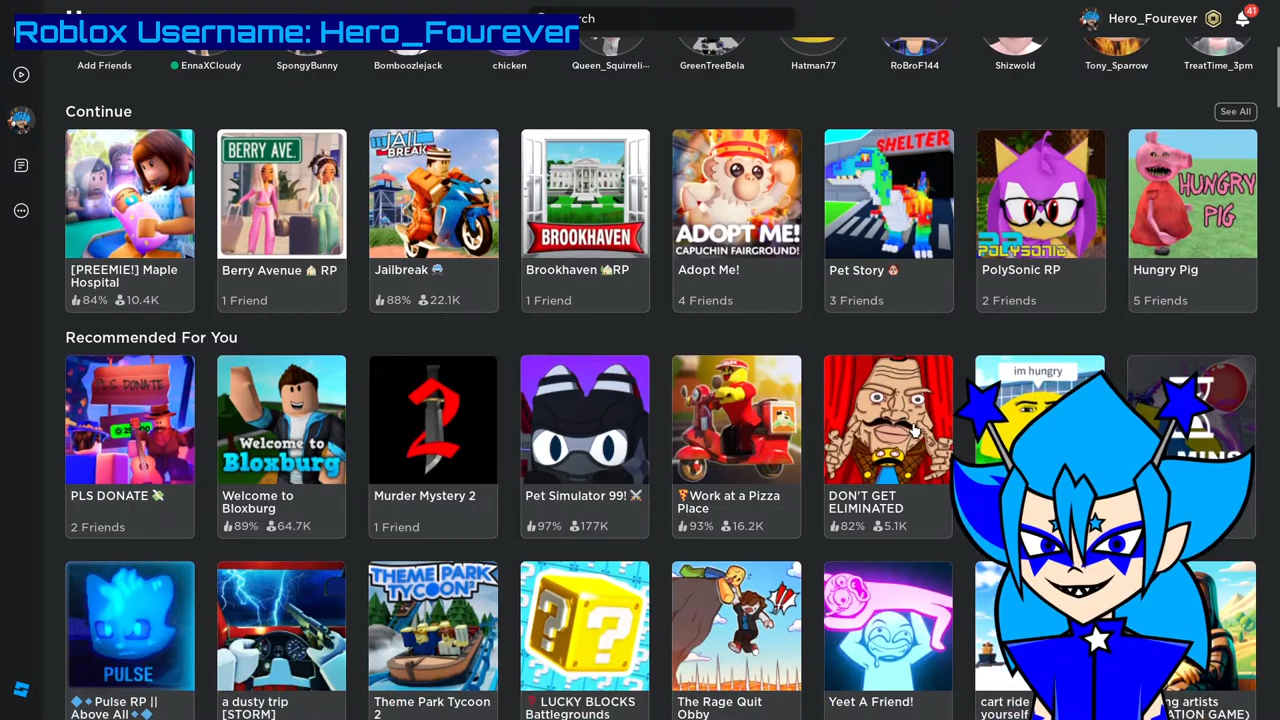 Roblox Username: Hero_Fourever
Hero_Fourever
41
Add Friends
EnnaXCloudy
SpongyBunny
Bomboozlejack
chicken
Queen_Squirreli...
GreenTreeBela
Hatman77
RoBroF144
Shizwold
Tony_Sparrow
TreatTime_3pm
Continue
See All
BERRY AVE.
JAIL
BREAK
BROOKHAVEN
ADOPT ME!
CAPUCHIN FAIRGROUND!
SHELTER
POLYSONIC
HUNGRY
PIG
[PREEMIE!] Maple
Hospital
84% 10.4K
Berry Avenue 🏠 RP
1 Friend
Jailbreak 🚔
88% 22.1K
Brookhaven 🏡RP
1 Friend
Adopt Me!
4 Friends
Pet Story
3 Friends
PolySonic RP
2 Friends
Hungry Pig
5 Friends
Recommended For You
PLS DONATE
Welcome to
Bloxburg
2
im hungry
MINS
PLS DONATE 💸
2 Friends
Welcome to
Bloxburg
89% 64.7K
Murder Mystery 2
1 Friend
Pet Simulator 99! ⚔️
97% 177K
🍕Work at a Pizza
Place
93% 16.2K
DON'T GET
ELIMINATED
82% 5.1K
PULSE
THEME PARK
TYCOON 2
?
?
🔷🔹Pulse RP ||
Above All🔹🔷
a dusty trip
[STORM]
Theme Park Tycoon
2
LUCKY BLOCKS
Battlegrounds
The Rage Quit
Obby
Yeet A Friend!
cart ride
yourself